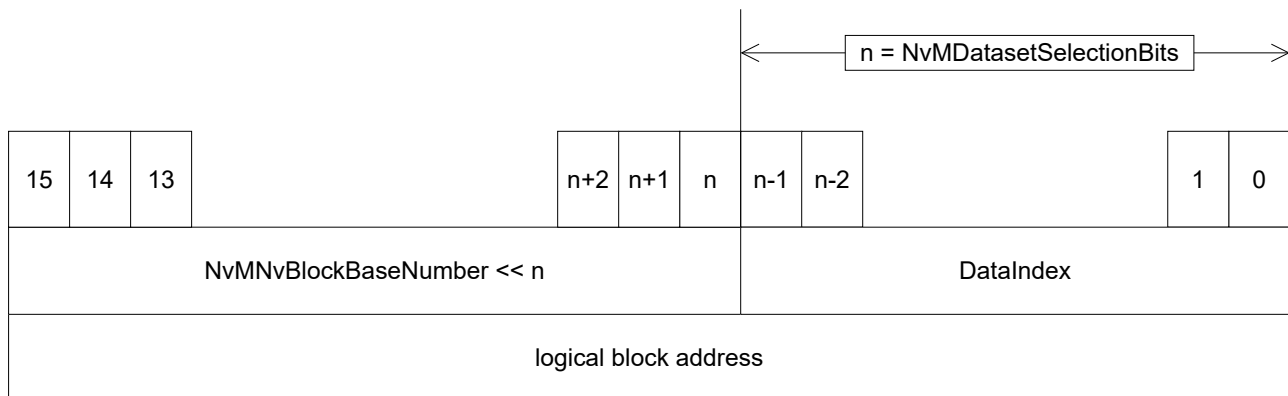 n = NvMDatasetSelectionBits
15 14 13 n+2 n+1 n n-1 n-2 1 0
NvMNvBlockBaseNumber << n DataIndex
logical block address